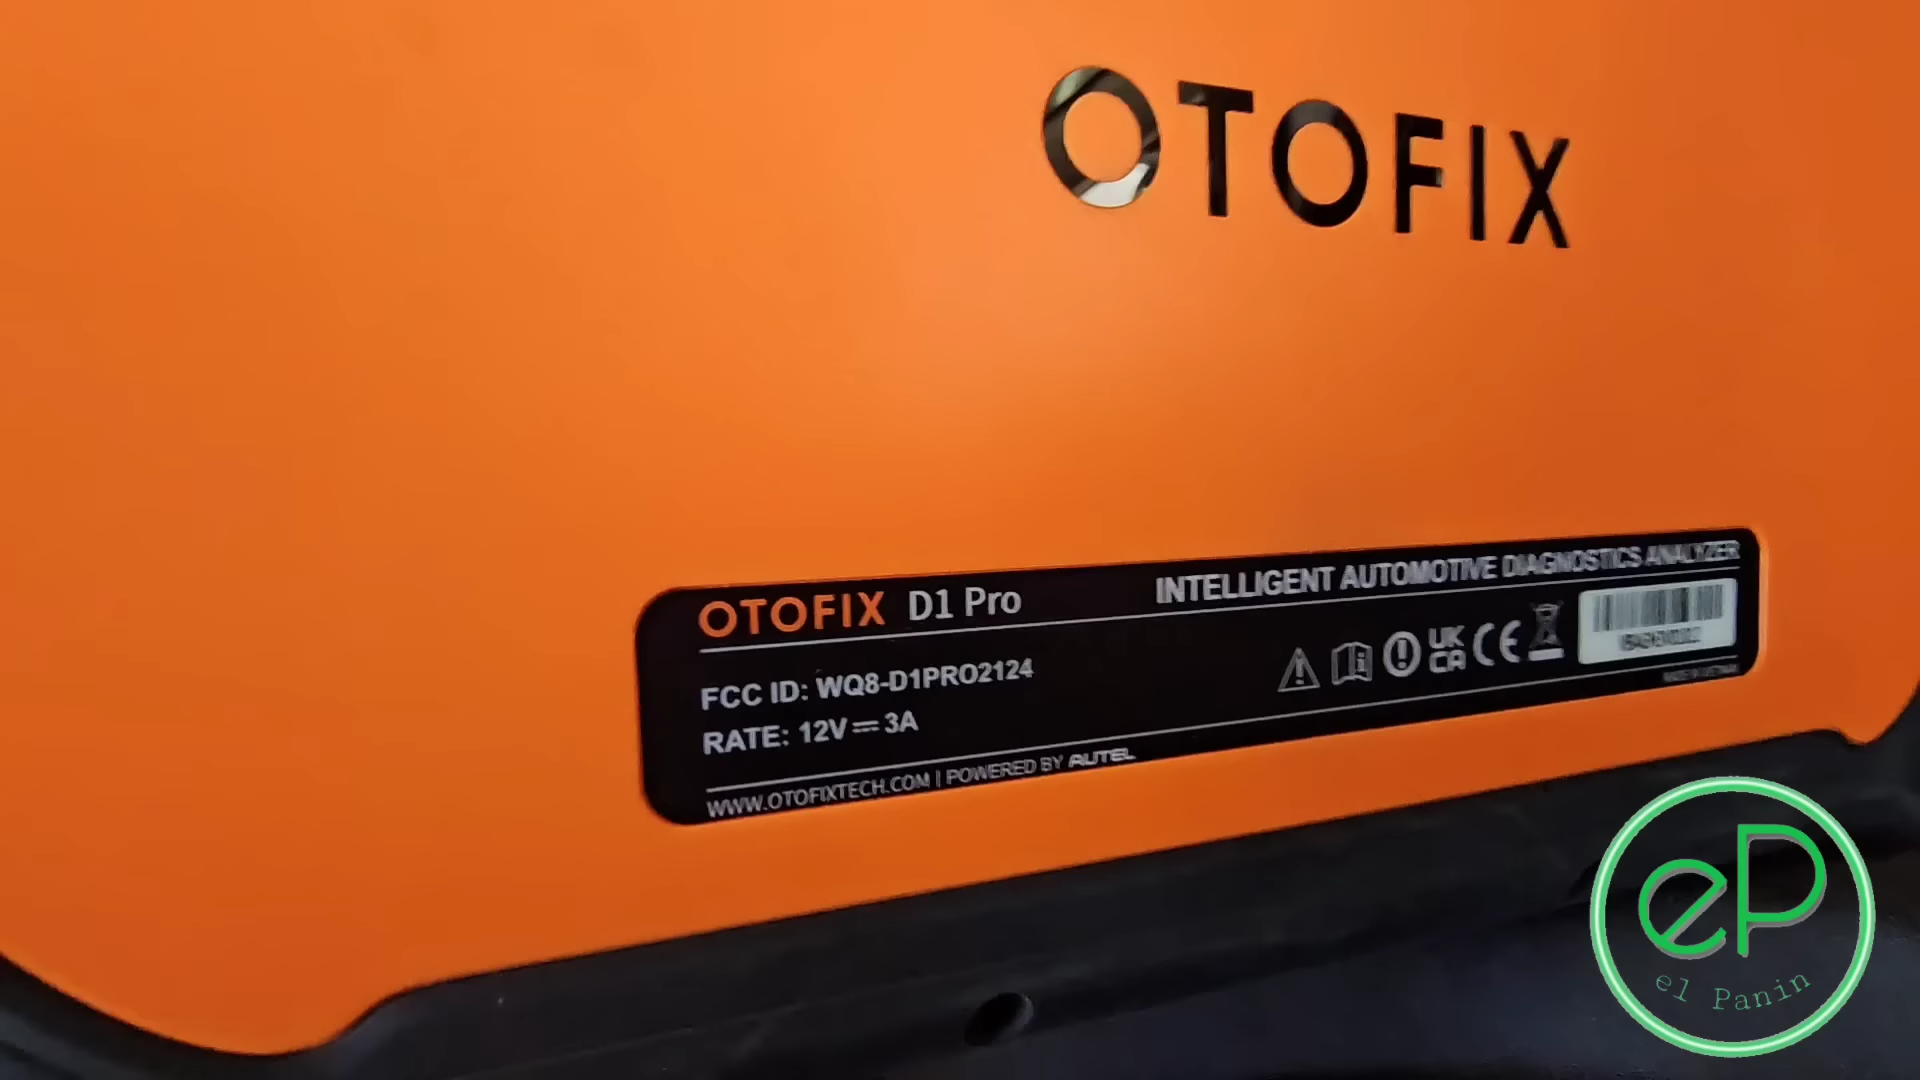 OTOFIX
OTOFIX D1 Pro
INTELLIGENT AUTOMOTIVE DIAGNOSTICS ANALYZER
FCC ID: WQ8-D1PRO2124
RATE: 12V⎓3A
UK
CA
CE
WWW.OTOFIXTECH.COM | POWERED BY AUTEL
eP
el Panin